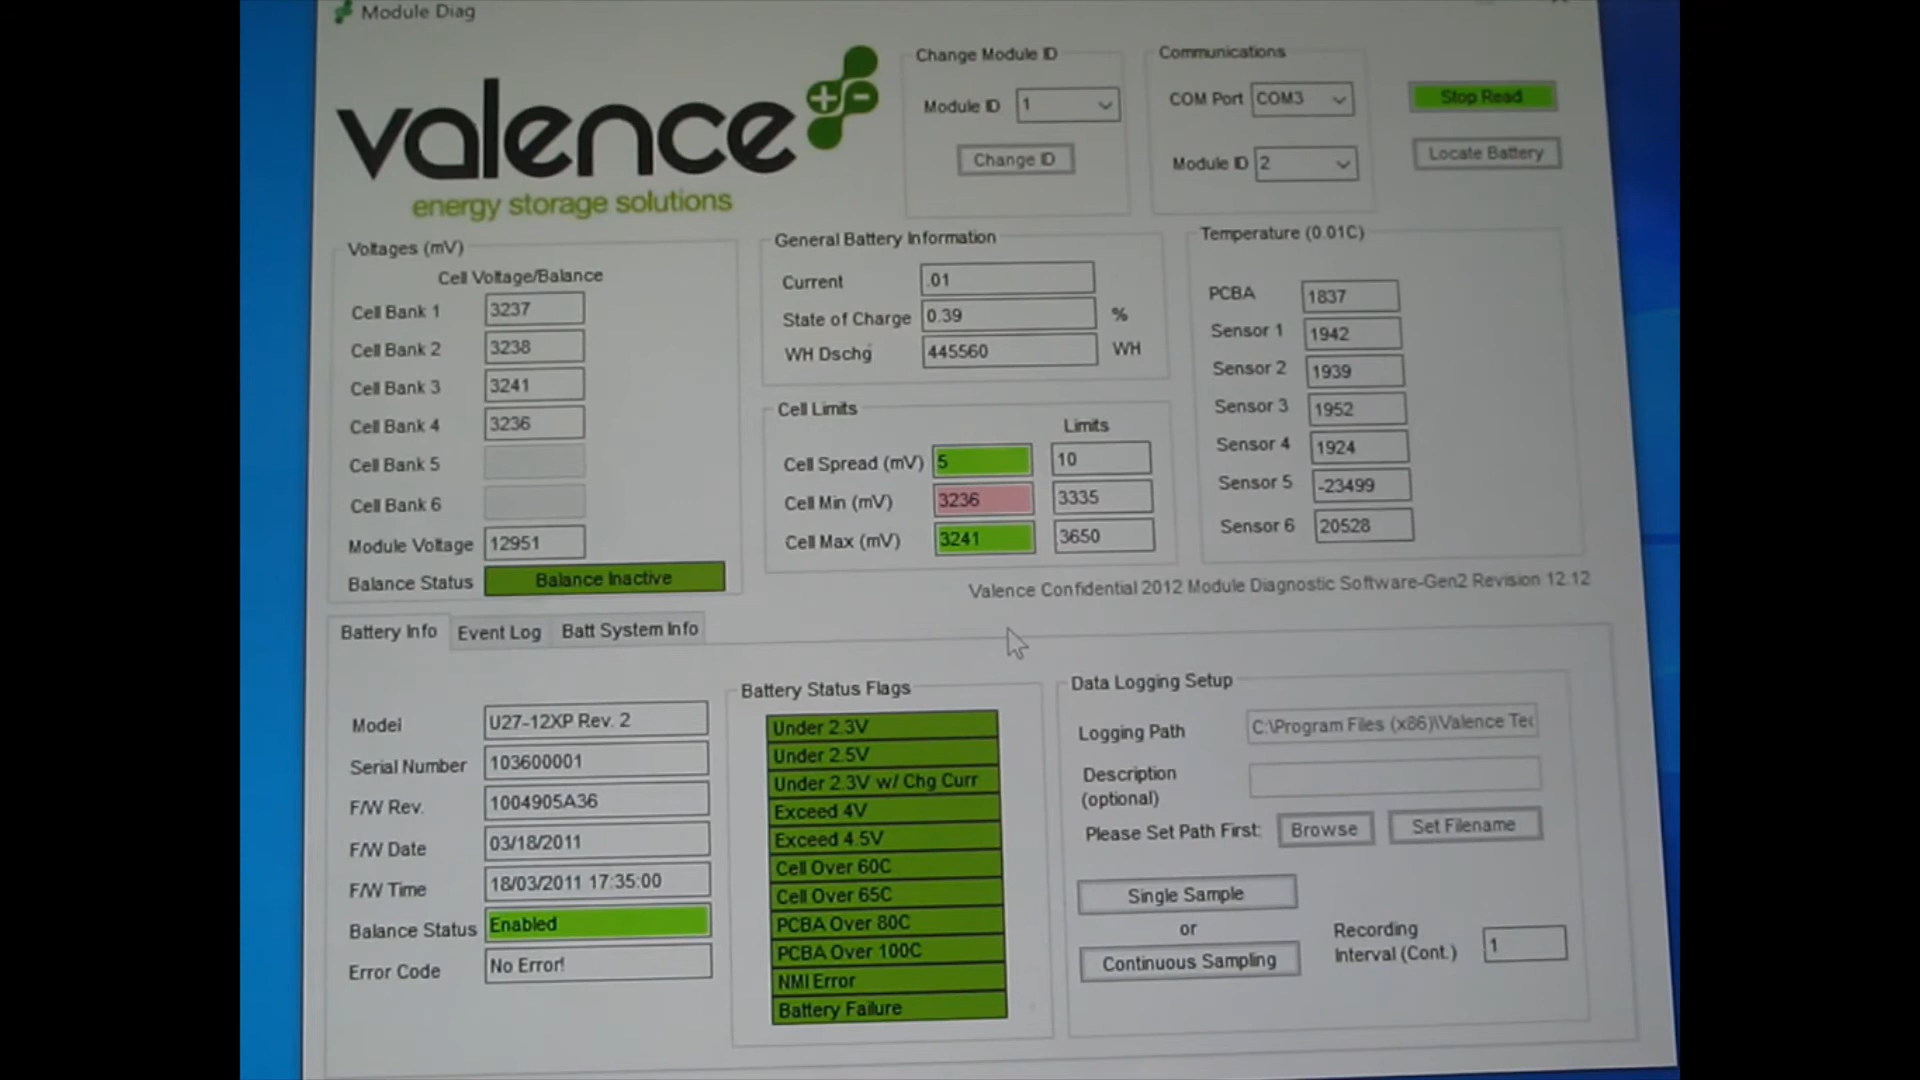 Module Diag
valence
energy storage solutions
Change Module ID
Module ID 1
Change ID
Communications
COM Port COM3
Module ID 2
Stop Read
Locate Battery
Voltages (mV)
Cell Voltage/Balance
Cell Bank 1 3237
Cell Bank 2 3238
Cell Bank 3 3241
Cell Bank 4 3236
Cell Bank 5
Cell Bank 6
Module Voltage 12951
Balance Status Balance Inactive
General Battery Information
Current .01
State of Charge 0.39 %
WH Dschg 445560 WH
Cell Limits
Limits
Cell Spread (mV) 5 10
Cell Min (mV) 3236 3335
Cell Max (mV) 3241 3650
Temperature (0.01C)
PCBA 1837
Sensor 1 1942
Sensor 2 1939
Sensor 3 1952
Sensor 4 1924
Sensor 5 -23499
Sensor 6 20528
Valence Confidential 2012 Module Diagnostic Software-Gen2 Revision 12.12
Battery Info Event Log Batt System Info
Model U27-12XP Rev. 2
Serial Number 103600001
F/W Rev. 1004905A36
F/W Date 03/18/2011
F/W Time 18/03/2011 17:35:00
Balance Status Enabled
Error Code No Error!
Battery Status Flags
Under 2.3V
Under 2.5V
Under 2.3V w/ Chg Curr
Exceed 4V
Exceed 4.5V
Cell Over 60C
Cell Over 65C
PCBA Over 80C
PCBA Over 100C
NMI Error
Battery Failure
Data Logging Setup
Logging Path C:\Program Files (x86)\Valence Tec
Description
(optional)
Please Set Path First: Browse Set Filename
Single Sample
or
Continuous Sampling
Recording
Interval (Cont.) 1